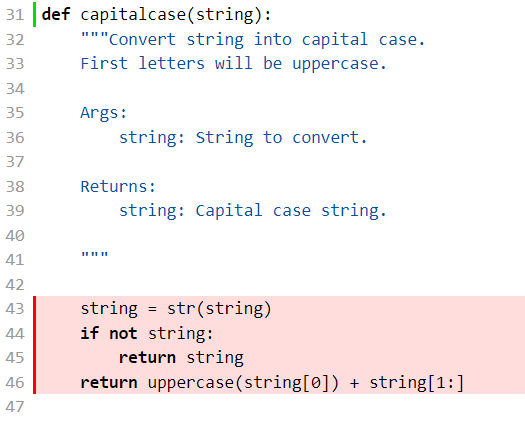 31 def capitalcase(string):
32     """Convert string into capital case.
33     First letters will be uppercase.
34
35     Args:
36         string: String to convert.
37
38     Returns:
39         string: Capital case string.
40
41     """
42
43     string = str(string)
44     if not string:
45         return string
46     return uppercase(string[0]) + string[1:]
47